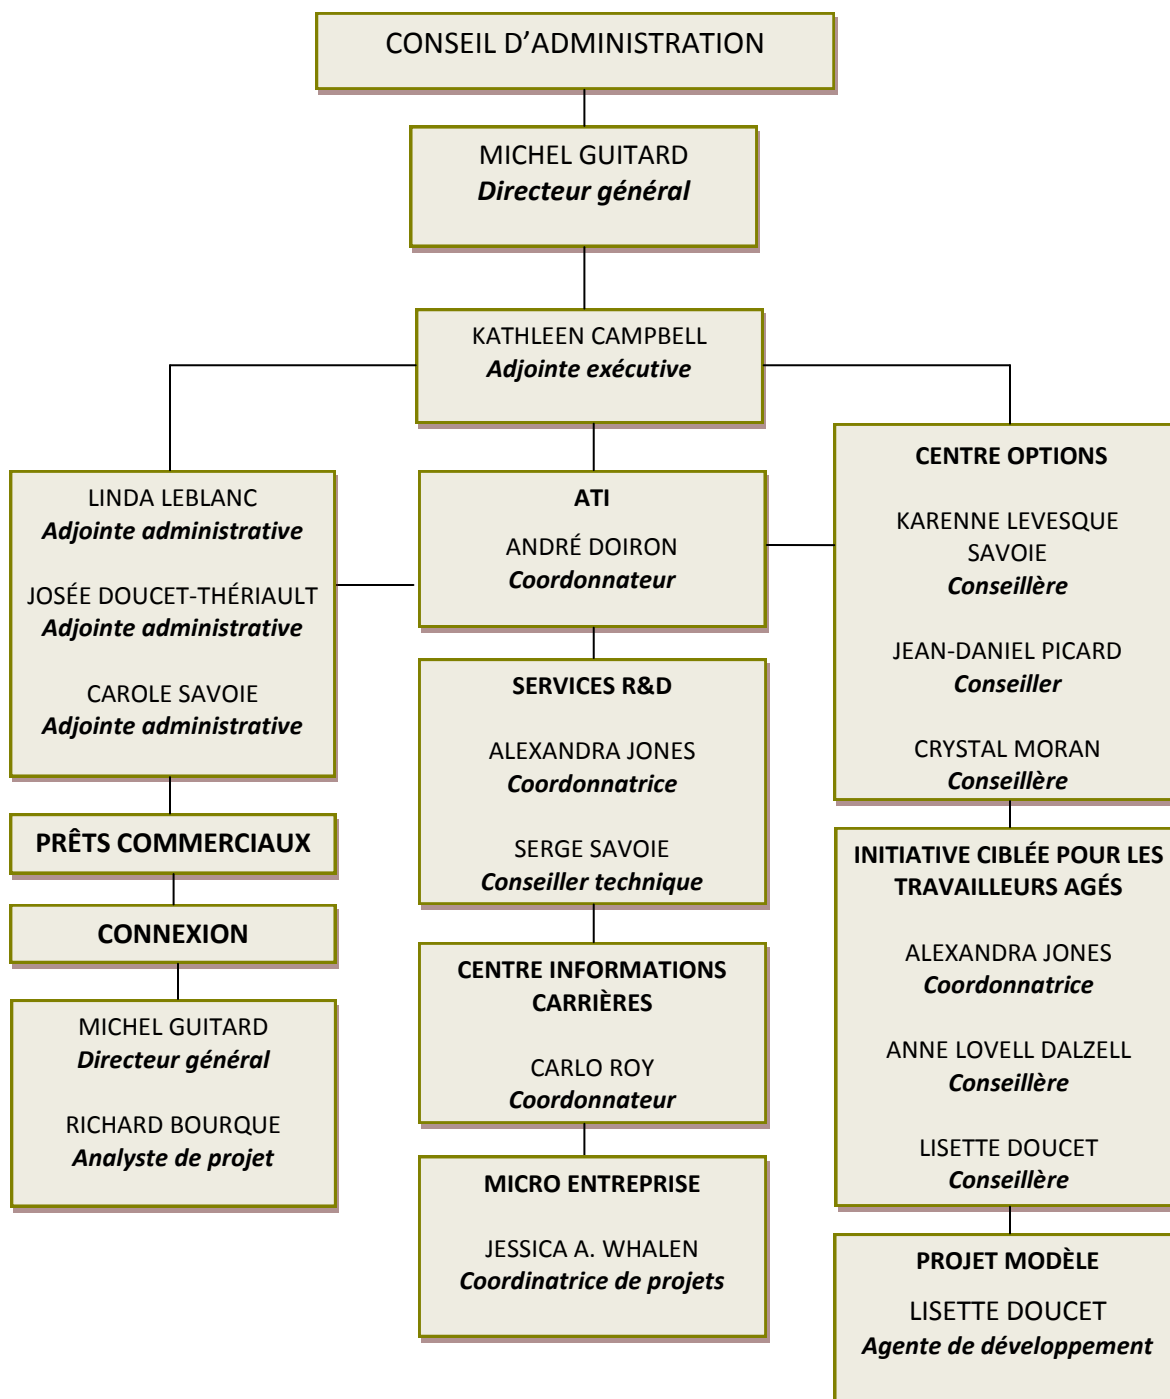 CONSEIL D’ADMINISTRATION
MICHEL GUITARD
Directeur général
KATHLEEN CAMPBELL
Adjointe exécutive
LINDA LEBLANC
Adjointe administrative
JOSÉE DOUCET-THÉRIAULT
Adjointe administrative
CAROLE SAVOIE
Adjointe administrative
PRÊTS COMMERCIAUX
CONNEXION
MICHEL GUITARD
Directeur général
RICHARD BOURQUE
Analyste de projet
ATI
ANDRÉ DOIRON
Coordonnateur
SERVICES R&D
ALEXANDRA JONES
Coordonnatrice
SERGE SAVOIE
Conseiller technique
CENTRE INFORMATIONS
CARRIÈRES
CARLO ROY
Coordonnateur
MICRO ENTREPRISE
JESSICA A. WHALEN
Coordinatrice de projets
CENTRE OPTIONS
KARENNE LEVESQUE
SAVOIE
Conseillère
JEAN-DANIEL PICARD
Conseiller
CRYSTAL MORAN
Conseillère
INITIATIVE CIBLÉE POUR LES
TRAVAILLEURS AGÉS
ALEXANDRA JONES
Coordonnatrice
ANNE LOVELL DALZELL
Conseillère
LISETTE DOUCET
Conseillère
PROJET MODÈLE
LISETTE DOUCET
Agente de développement